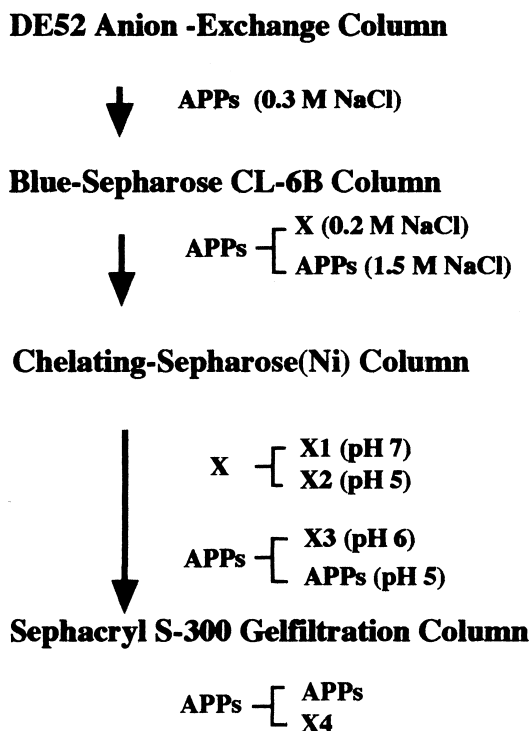 DE52 Anion -Exchange Column
APPs (0.3 M NaCl)
Blue-Sepharose CL-6B Column
X (0.2 M NaCl)
APPs
APPs (1.5 M NaCl)
Chelating-Sepharose(Ni) Column
X1 (pH 7)
X
X2 (pH 5)
X3 (pH 6)
APPs
APPs (pH 5)
Sephacryl S-300 Gelfiltration Column
APPs
APPs
X4